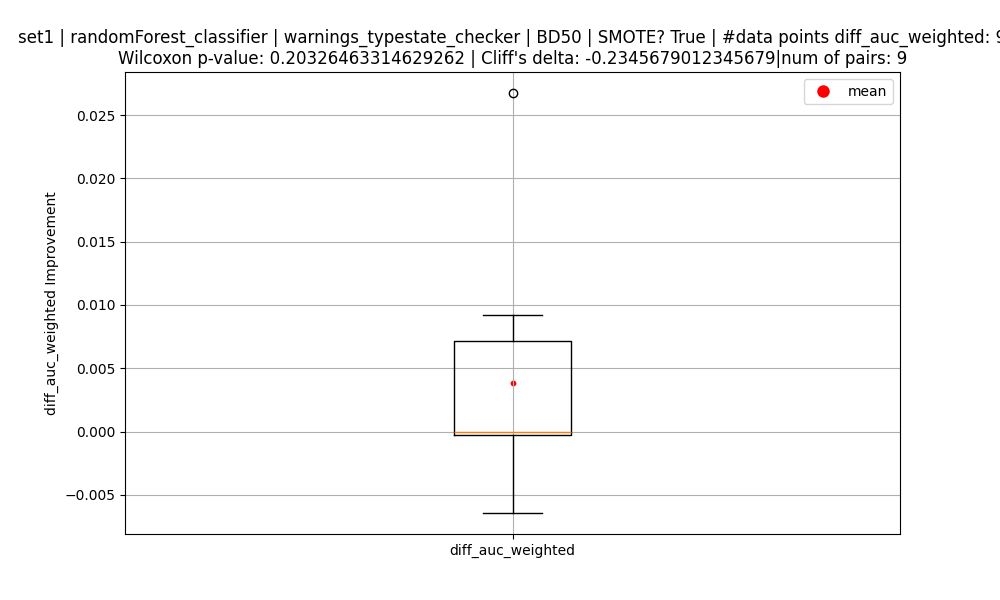 set1 | randomForest_classifier | warnings_typestate_checker | BD50 | SMOTE? True | #data points diff_auc_weighted: 9
Wilcoxon p-value: 0.20326463314629262 | Cliff's delta: -0.2345679012345679|num of pairs: 9
mean
0.025
0.020
0.015
0.010
0.005
0.000
−0.005
diff_auc_weighted Improvement
diff_auc_weighted